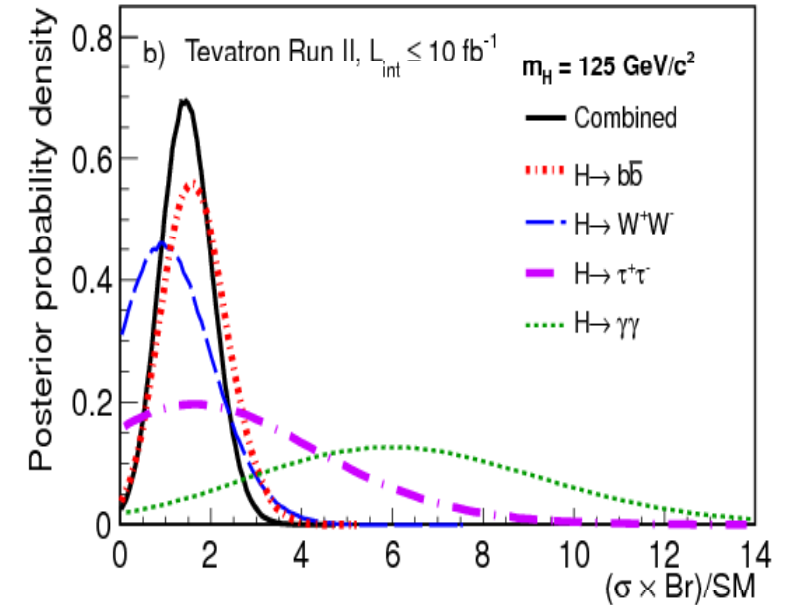 b) Tevatron Run II, L_int ≤ 10 fb⁻¹
m_H = 125 GeV/c²
Combined
H→ bb̅
H→ W⁺W⁻
H→ τ⁺τ⁻
H→ γγ
Posterior probability density
0.8
0.6
0.4
0.2
0
0 2 4 6 8 10 12 14
(σ × Br)/SM